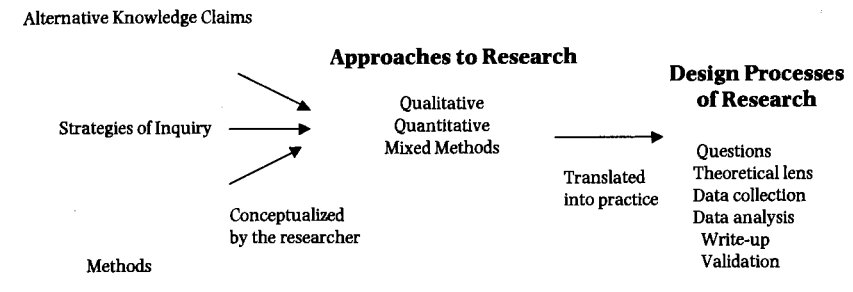 Alternative Knowledge Claims
Approaches to Research
Design Processes
of Research
Strategies of Inquiry
Qualitative
Quantitative
Mixed Methods
Conceptualized
by the researcher
Methods
Translated
into practice
Questions
Theoretical lens
Data collection
Data analysis
Write-up
Validation